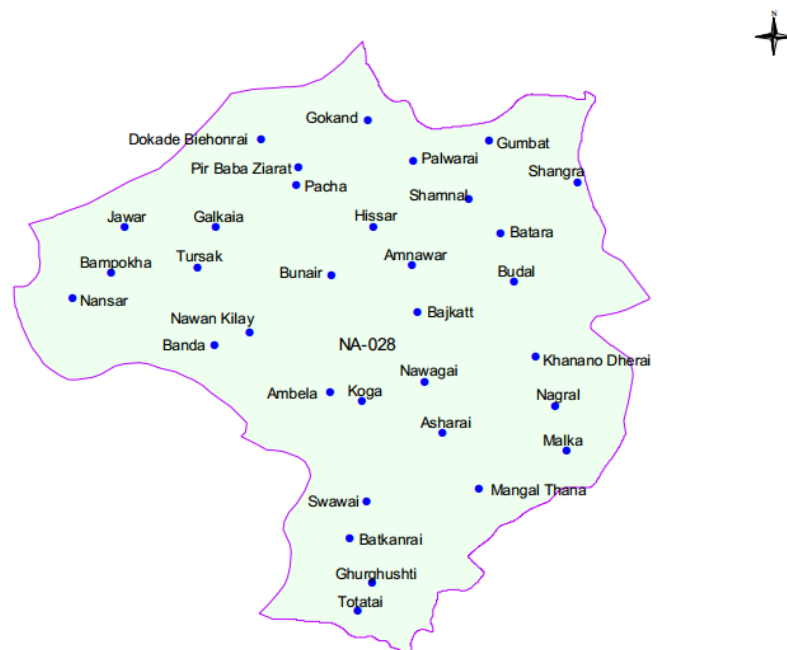 N
Gokand
Dokade Biehonrai
Gumbat
Palwarai
Pir Baba Ziarat
Shangra
Pacha
Shamnal
Jawar
Galkaia
Hissar
Batara
Tursak
Amnawar
Bampokha
Bunair
Budal
Nansar
Bajkatt
Nawan Kilay
Banda
NA-028
Khanano Dherai
Nawagai
Ambela
Koga
Nagral
Asharai
Malka
Mangal Thana
Swawai
Batkanrai
Ghurghushti
Totatai